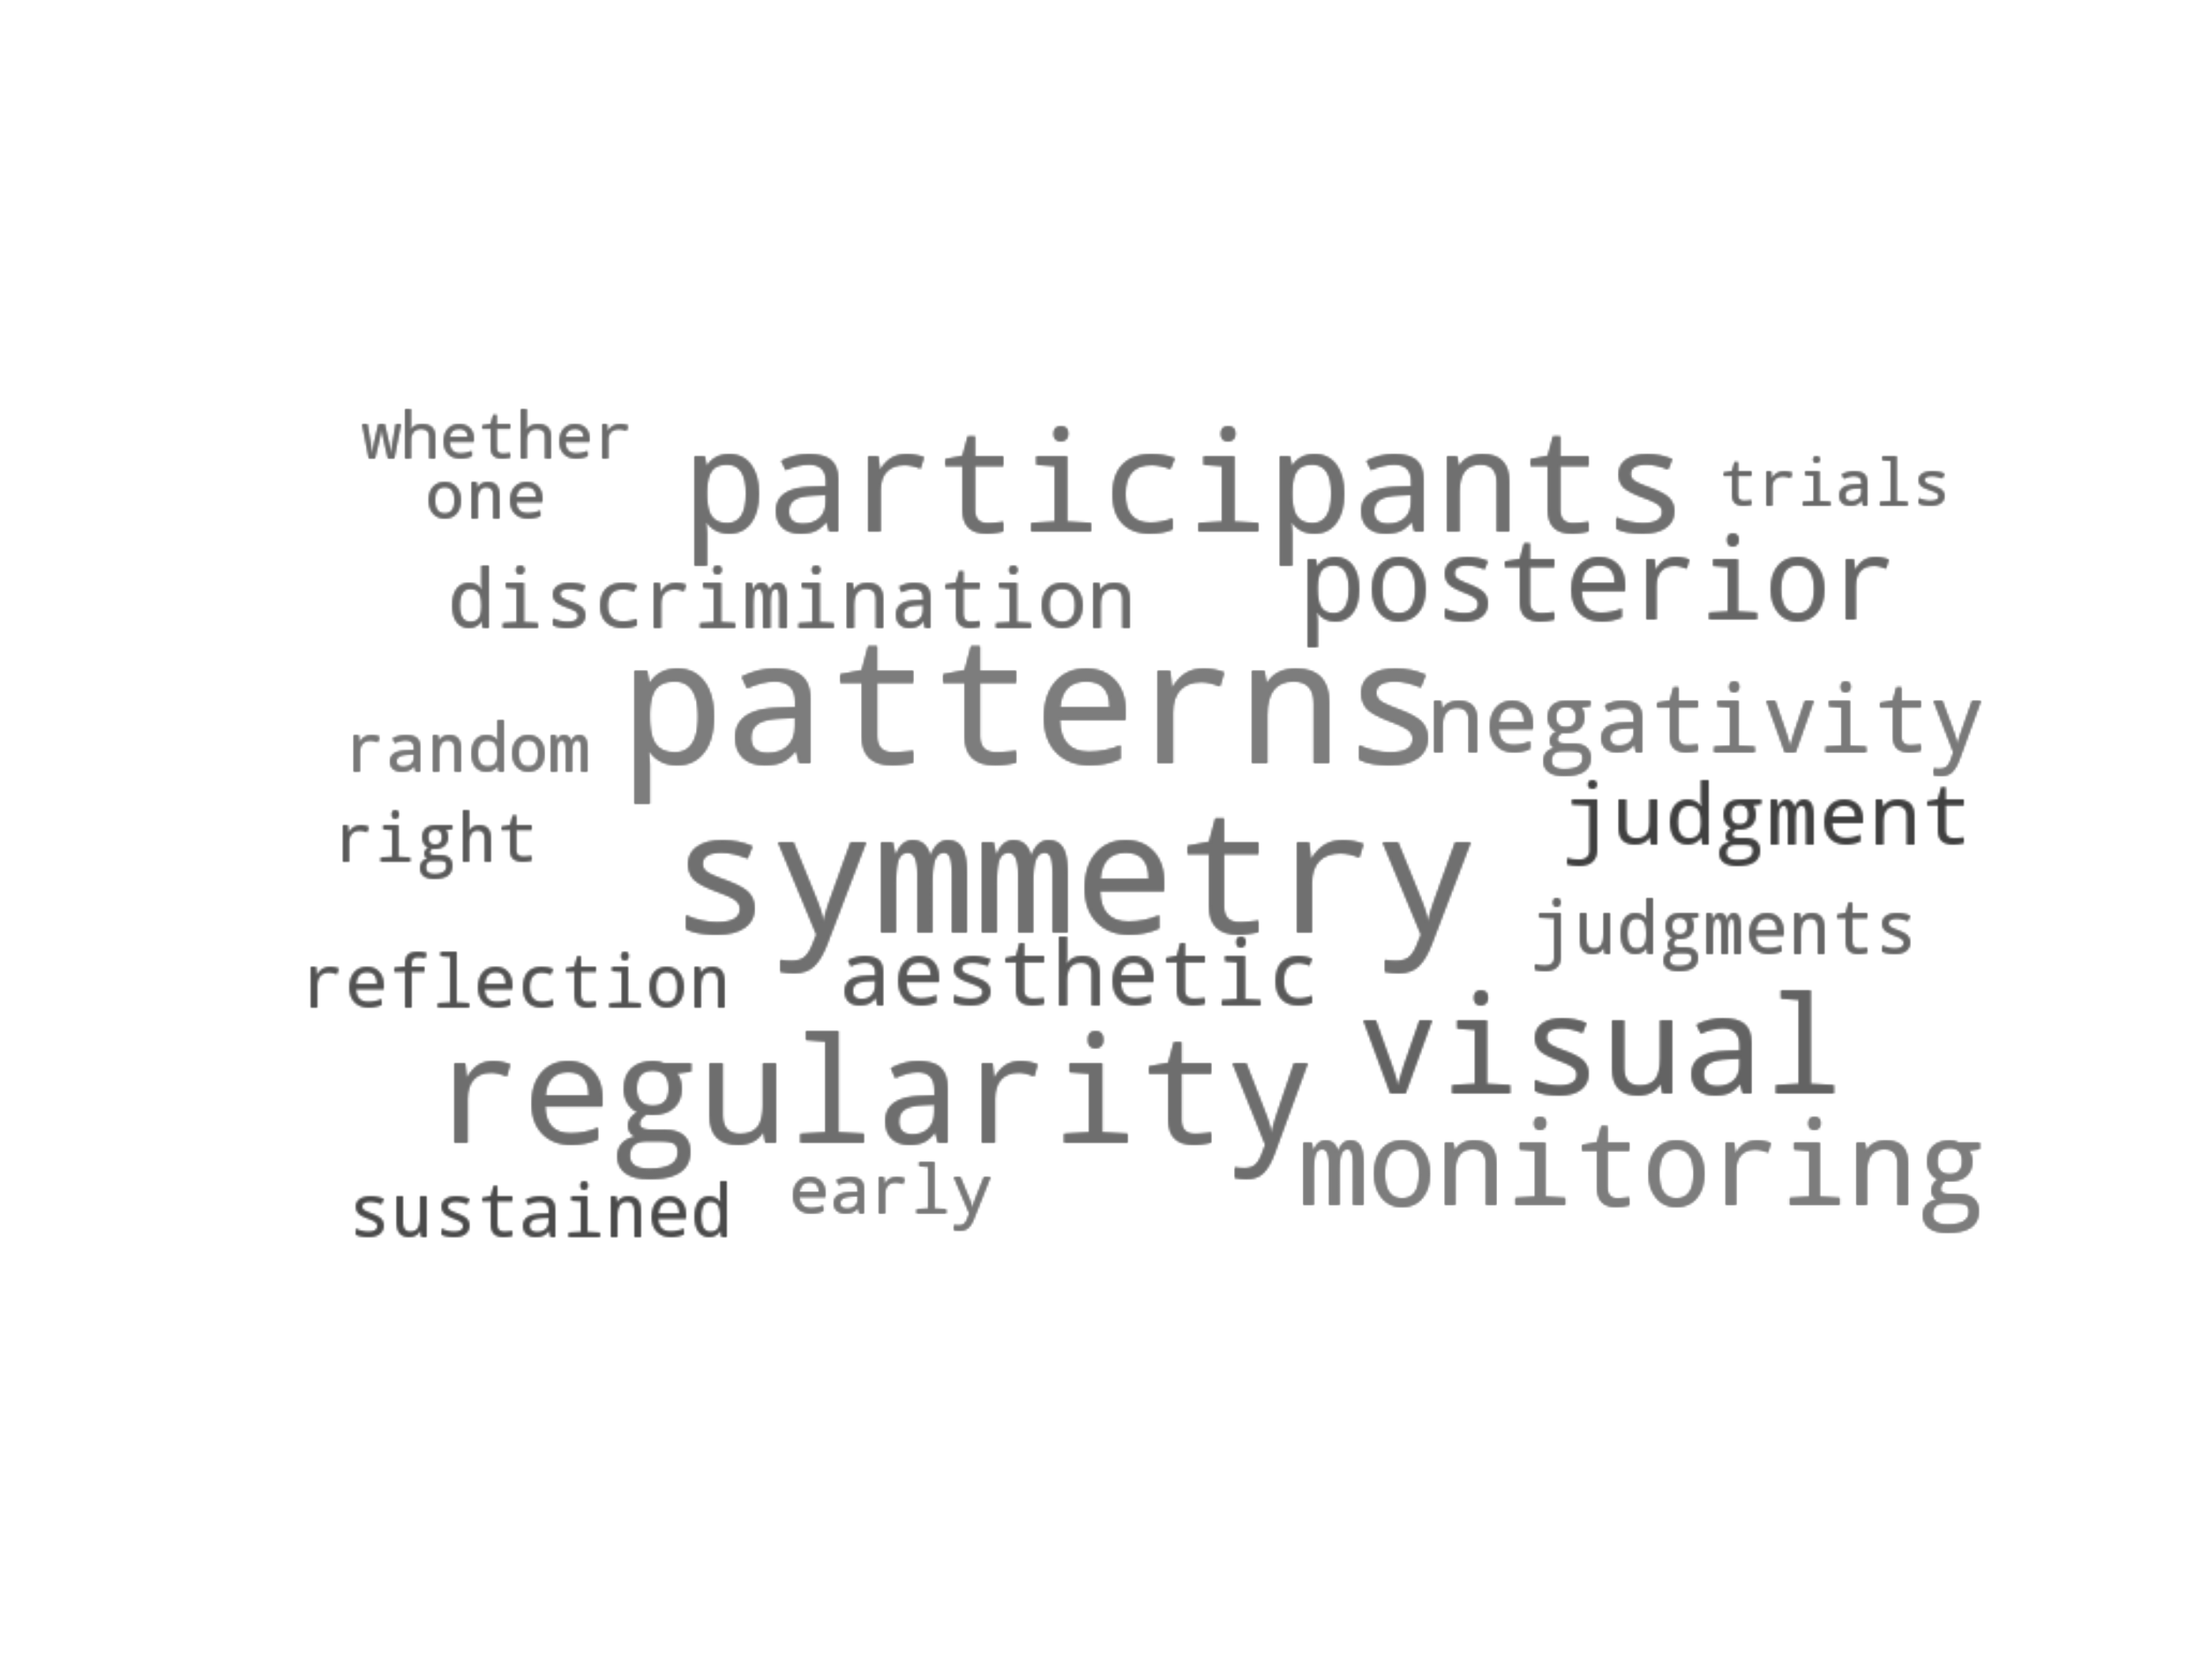 whether
one
participants
trials
discrimination
posterior
patterns
negativity
random
judgment
right
symmetry
judgments
reflection
aesthetic
visual
regularity
monitoring
sustained
early